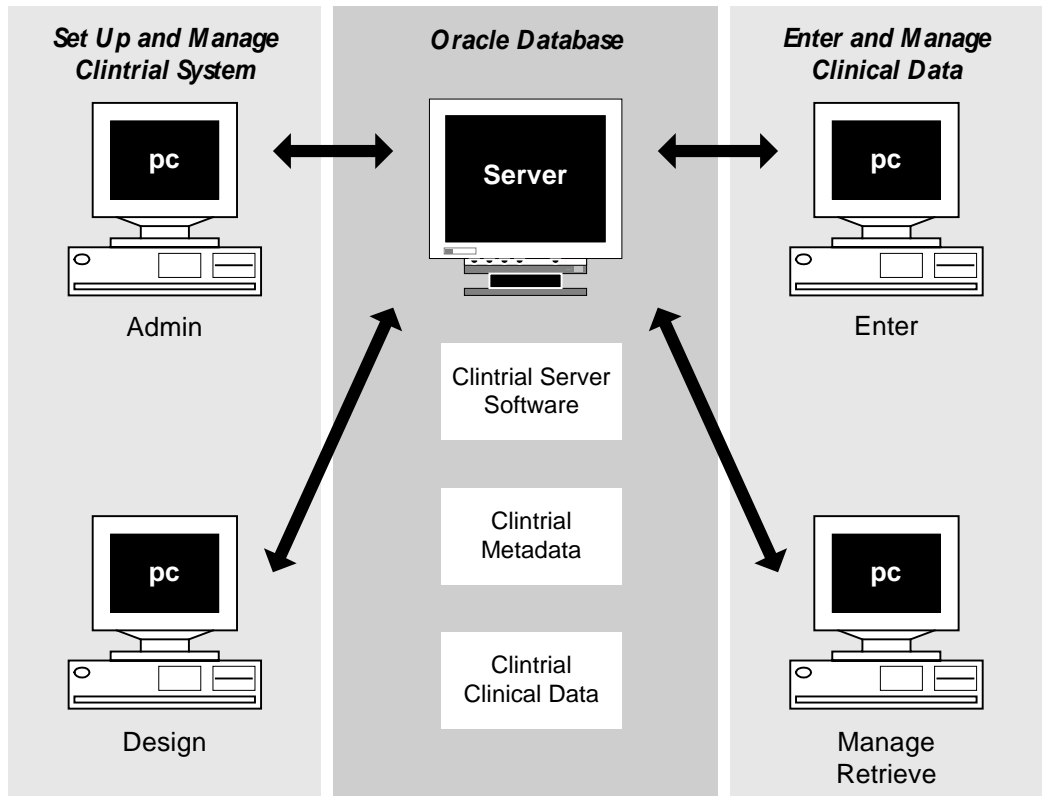 Set Up and Manage
Clintrial System
pc
Admin
pc
Design
Oracle Database
Server
Clintrial Server
Software
Clintrial
Metadata
Clintrial
Clinical Data
Enter and Manage
Clinical Data
pc
Enter
pc
Manage
Retrieve